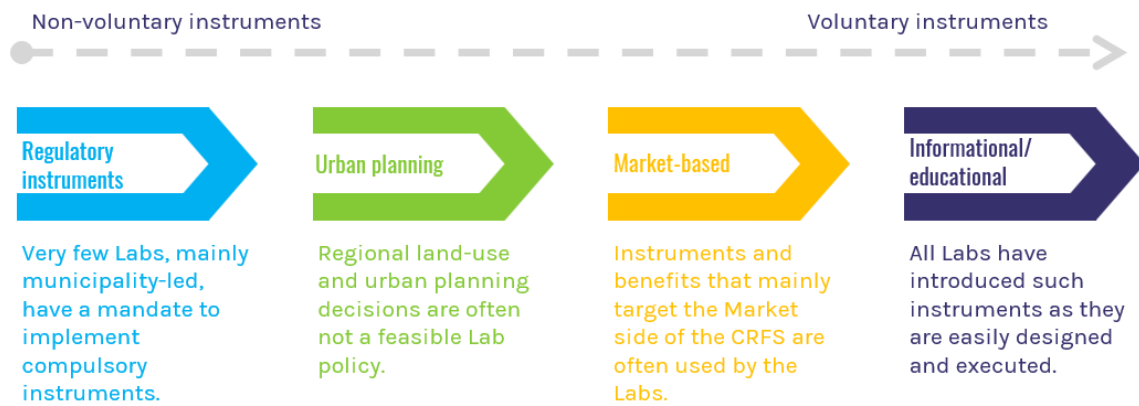 Non-voluntary instruments
Voluntary instruments
Regulatory
instruments
Urban planning
Market-based
Informational/
educational
Very few Labs, mainly
municipality-led,
have a mandate to
implement
compulsory
instruments.
Regional land-use
and urban planning
decisions are often
not a feasible Lab
policy.
Instruments and
benefits that mainly
target the Market
side of the CRFS are
often used by the
Labs.
All Labs have
introduced such
instruments as they
are easily designed
and executed.